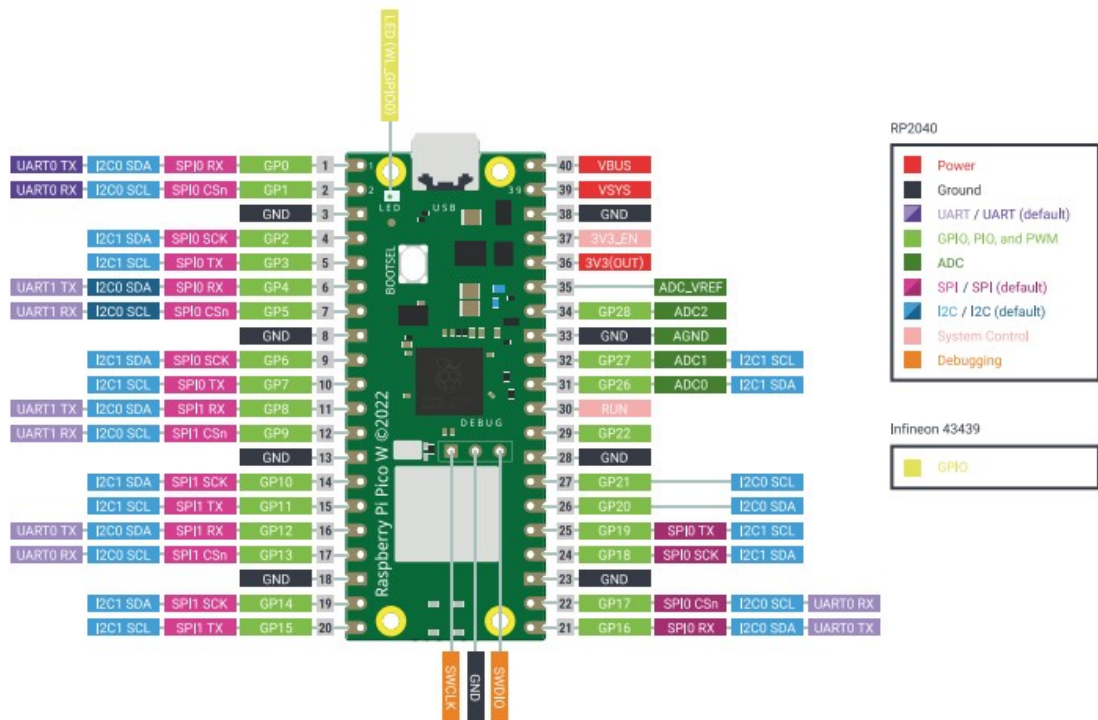 LED (WL_GPIO0)
UART0 TX I2C0 SDA SPI0 RX GP0 1
UART0 RX I2C0 SCL SPI0 CSn GP1 2
GND 3
I2C1 SDA SPI0 SCK GP2 4
I2C1 SCL SPI0 TX GP3 5
UART1 TX I2C0 SDA SPI0 RX GP4 6
UART1 RX I2C0 SCL SPI0 CSn GP5 7
GND 8
I2C1 SDA SPI0 SCK GP6 9
I2C1 SCL SPI0 TX GP7 10
UART1 TX I2C0 SDA SPI1 RX GP8 11
UART1 RX I2C0 SCL SPI1 CSn GP9 12
GND 13
I2C1 SDA SPI1 SCK GP10 14
I2C1 SCL SPI1 TX GP11 15
UART0 TX I2C0 SDA SPI1 RX GP12 16
UART0 RX I2C0 SCL SPI1 CSn GP13 17
GND 18
I2C1 SDA SPI1 SCK GP14 19
I2C1 SCL SPI1 TX GP15 20
1
2
39
LED
USB
BOOTSEL
DEBUG
Raspberry Pi Pico W ©2022
SWCLK
GND
SWDIO
40 VBUS
39 VSYS
38 GND
37 3V3_EN
36 3V3(OUT)
35 ADC_VREF
34 GP28 ADC2
33 GND AGND
32 GP27 ADC1 I2C1 SCL
31 GP26 ADC0 I2C1 SDA
30 RUN
29 GP22
28 GND
27 GP21 I2C0 SCL
26 GP20 I2C0 SDA
25 GP19 SPI0 TX I2C1 SCL
24 GP18 SPI0 SCK I2C1 SDA
23 GND
22 GP17 SPI0 CSn I2C0 SCL UART0 RX
21 GP16 SPI0 RX I2C0 SDA UART0 TX
RP2040
Power
Ground
UART / UART (default)
GPIO, PIO, and PWM
ADC
SPI / SPI (default)
I2C / I2C (default)
System Control
Debugging
Infineon 43439
GPIO